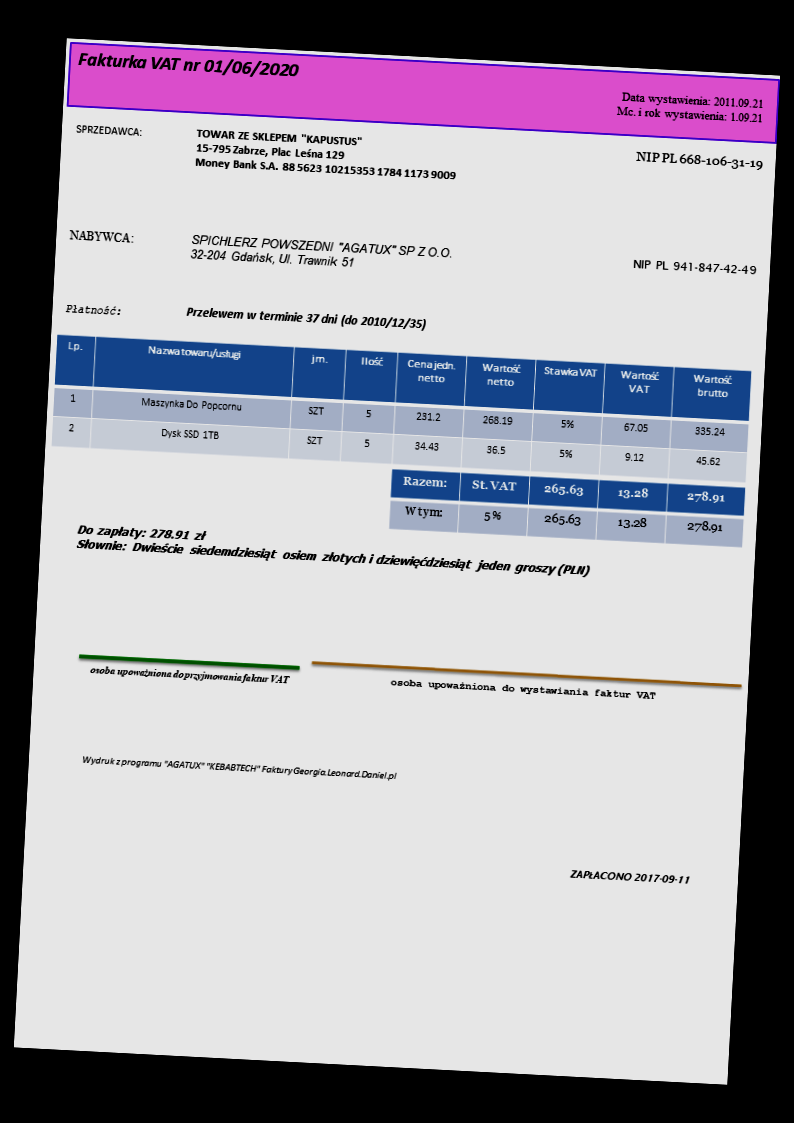 Fakturka VAT nr 01/06/2020
Data wystawienia: 2011.09.21
Mc. i rok wystawienia: 1.09.21
SPRZEDAWCA:
TOWAR ZE SKLEPEM "KAPUSTUS"
15-795 Zabrze, Plac Leśna 129
Money Bank S.A. 88 5623 10215353 1784 1173 9009
NIP PL 668-106-31-19
NABYWCA:
SPICHLERZ POWSZEDNI "AGATUX" SP Z O.O.
32-204 Gdańsk, Ul. Trawnik 51
NIP PL 941-847-42-49
Płatność:
Przelewem w terminie 37 dni (do 2010/12/35)
Lp. Nazwa towaru/usługi jm. Ilość Cena jedn. netto Wartość netto Stawka VAT Wartość VAT Wartość brutto
1 Maszynka Do Popcornu SZT 5 231.2 268.19 5% 67.05 335.24
2 Dysk SSD 1TB SZT 5 34.43 36.5 5% 9.12 45.62
Razem: St. VAT 265.63 13.28 278.91
W tym: 5% 265.63 13.28 278.91
Do zapłaty: 278.91 zł
Słownie: Dwieście siedemdziesiąt osiem złotych i dziewięćdziesiąt jeden groszy (PLN)
osoba upoważniona do przyjmowania faktur VAT
osoba upoważniona do wystawiania faktur VAT
Wydruk z programu "AGATUX" "KEBABTECH" FakturyGeorgia.Leonard.Daniel.pl
ZAPŁACONO 2017-09-11